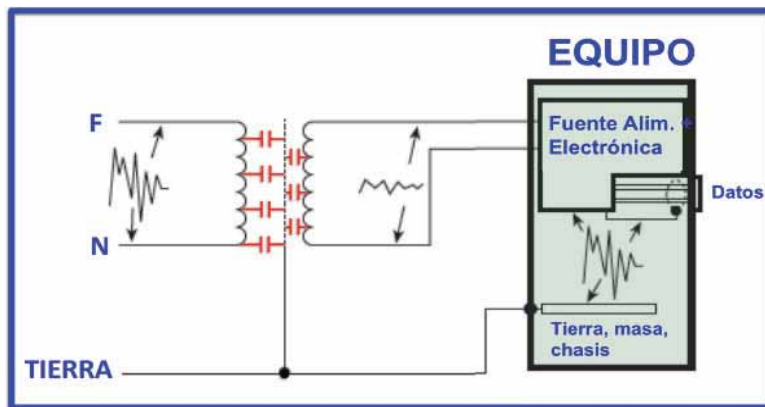 EQUIPO
F
Fuente Alim. +
Electrónica
Datos
N
Tierra, masa,
chasis
TIERRA